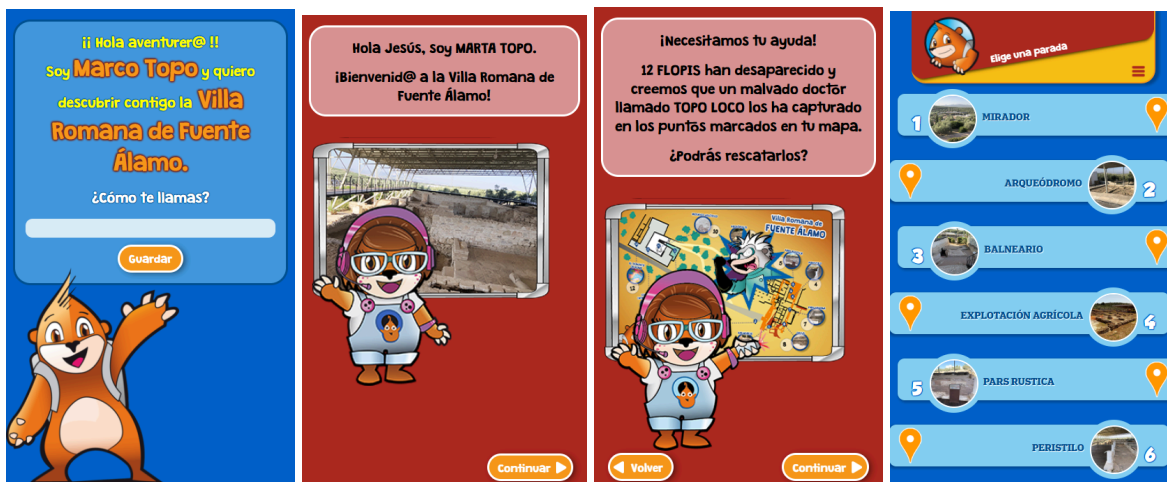 ¡¡ Hola aventurer@ !!
Soy Marco Topo y quiero
descubrir contigo la Villa
Romana de Fuente
Álamo.
¿Cómo te llamas?
Guardar
Hola Jesús, soy MARTA TOPO.
¡Bienvenid@ a la Villa Romana de
Fuente Álamo!
Continuar
¡Necesitamos tu ayuda!
12 FLOPIS han desaparecido y
creemos que un malvado doctor
llamado TOPO LOCO los ha capturado
en los puntos marcados en tu mapa.
¿Podrás rescatarlos?
Villa Romana de
FUENTE ÁLAMO
10
12
7
Volver
Continuar
Elige una parada
1 MIRADOR
ARQUEÓDROMO 2
3 BALNEARIO
EXPLOTACIÓN AGRÍCOLA 4
5 PARS RUSTICA
PERISTILO 6